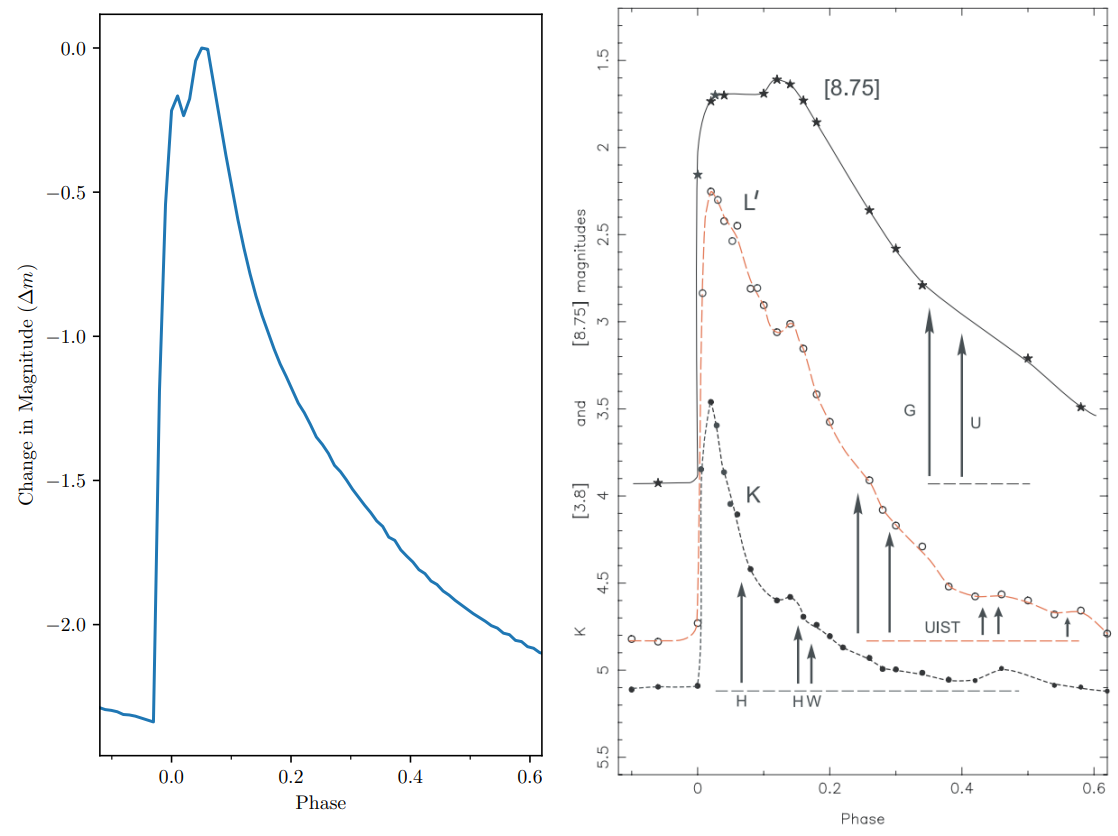 0.0
−0.5
−1.0
−1.5
−2.0
Change in Magnitude (Δm)
0.0
0.2
0.4
0.6
Phase
1.5
2
2.5
3
3.5
4
4.5
5
5.5
K [3.8] and [8.75] magnitudes
[8.75]
L′
K
G
U
UIST
H
H W
0
0.2
0.4
0.6
Phase